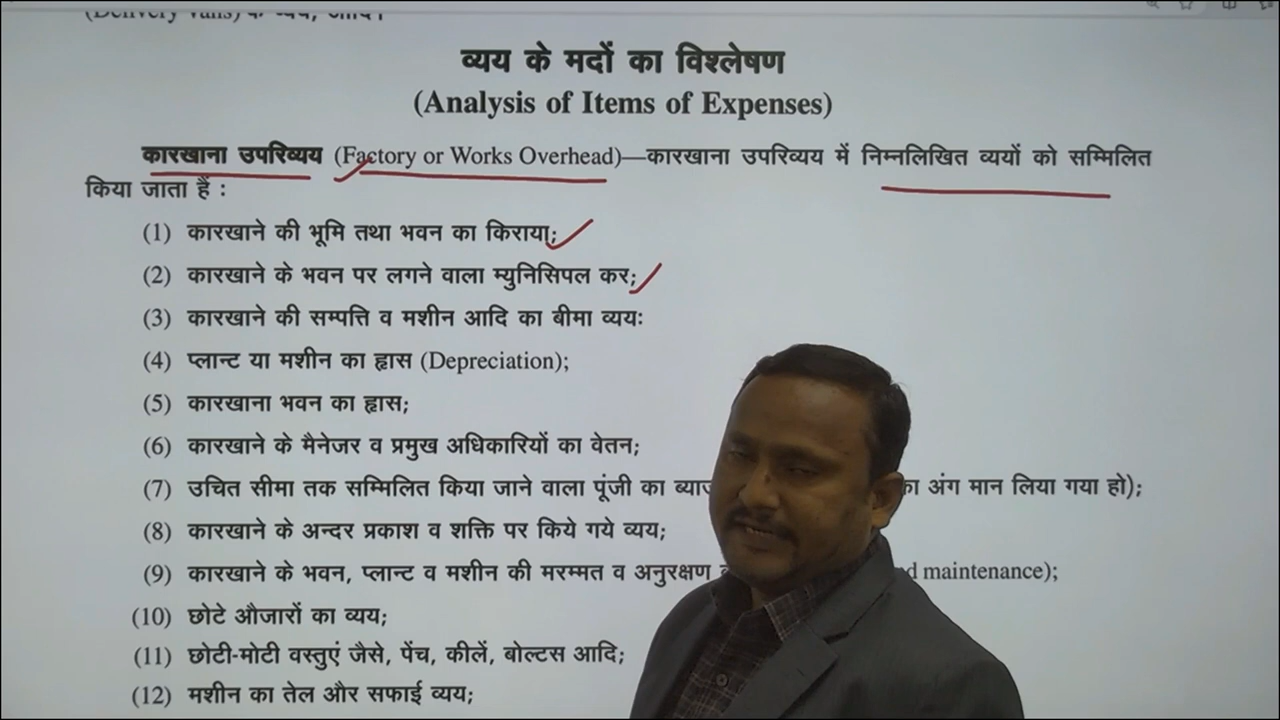 (Delivery Vans) के व्यय, आदि।
व्यय के मदों का विश्लेषण
(Analysis of Items of Expenses)
कारखाना उपरिव्यय (Factory or Works Overhead)—कारखाना उपरिव्यय में निम्नलिखित व्ययों को सम्मिलित
किया जाता हैं :
(1) कारखाने की भूमि तथा भवन का किराया;
(2) कारखाने के भवन पर लगने वाला म्युनिसिपल कर;
(3) कारखाने की सम्पत्ति व मशीन आदि का बीमा व्ययः
(4) प्लान्ट या मशीन का ह्रास (Depreciation);
(5) कारखाना भवन का ह्रास;
(6) कारखाने के मैनेजर व प्रमुख अधिकारियों का वेतन;
(7) उचित सीमा तक सम्मिलित किया जाने वाला पूंजी का अंग मान लिया गया हो);
(8) कारखाने के अन्दर प्रकाश व शक्ति पर किये गये व्यय;
(9) कारखाने के भवन, प्लान्ट व मशीन की मरम्मत व अनुरक्षण maintenance);
(10) छोटे औजारों का व्यय;
(11) छोटी-मोटी वस्तुएं जैसे, पेंच, कीलें, बोल्टस आदि;
(12) मशीन का तेल और सफाई व्यय;